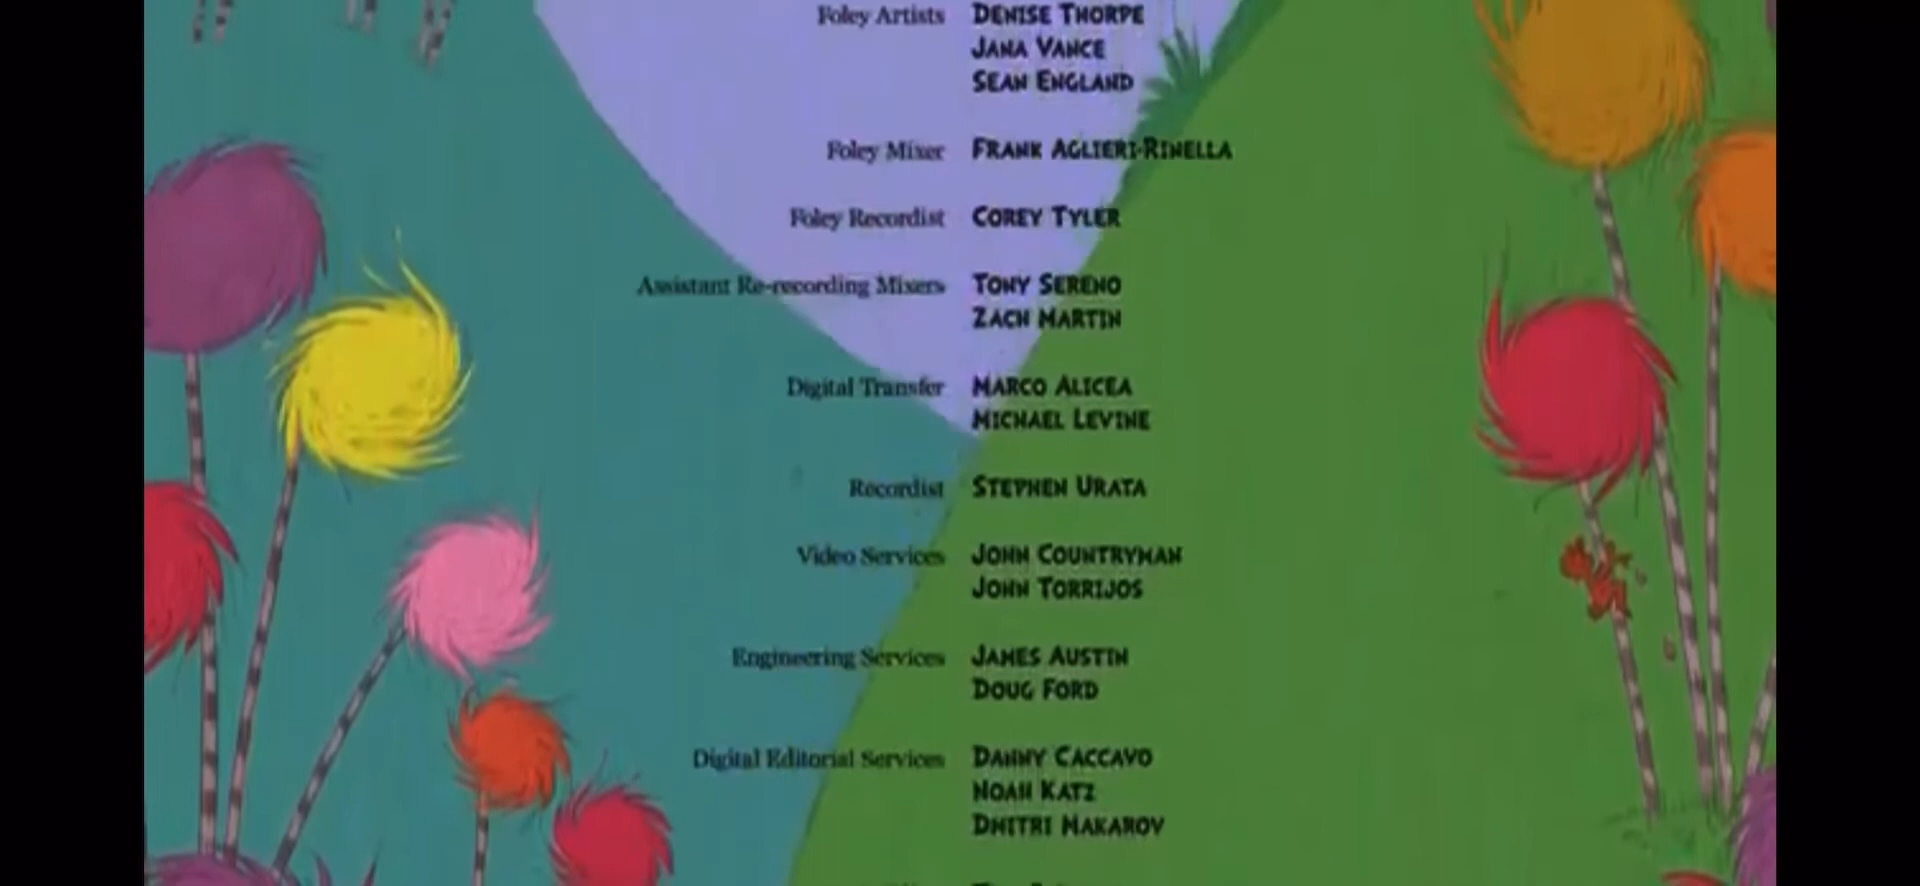 Foley Artists DENISE THORPE
JANA VANCE
SEAN ENGLAND
Foley Mixer FRANK AGLIERI-RINELLA
Foley Recordist COREY TYLER
Assistant Re-recording Mixers TONY SERENO
ZACH MARTIN
Digital Transfer MARCO ALICEA
MICHAEL LEVINE
Recordist STEPHEN URATA
Video Services JOHN COUNTRYMAN
JOHN TORRIJOS
Engineering Services JAMES AUSTIN
DOUG FORD
Digital Editorial Services DANNY CACCAVO
NOAH KATZ
DMITRI MAKAROV